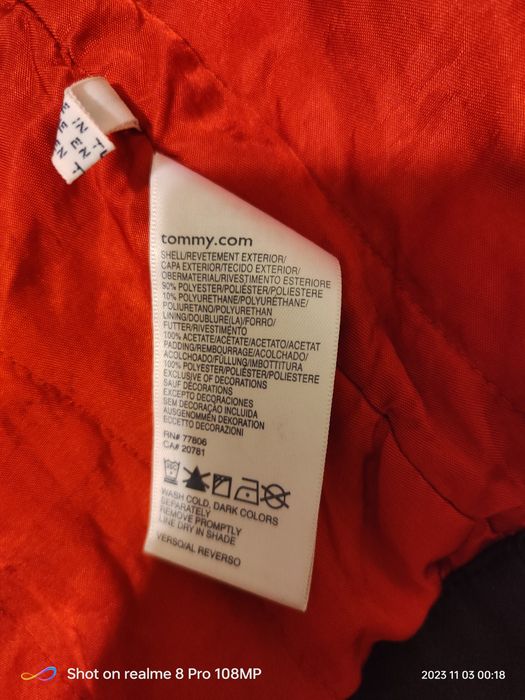 E IN TU
E EN
EN T
tommy.com
SHELL/REVETEMENT EXTERIOR/
CAPA EXTERIOR/TECIDO EXTERIOR/
OBERMATERIAL/RIVESTIMENTO ESTERIORE
90% POLYESTER/POLIÉSTER/POLIESTERE
10% POLYURETHANE/POLYURÉTHANE/
POLIURETANO/POLYURETHAN
LINING/DOUBLURE(LA)/FORRO/
FUTTER/RIVESTIMENTO
100% ACETATE/ACÉTATE/ACETATO/ACETAT
PADDING/REMBOURRAGE/ACOLCHADO/
ACOLCHOADO/FÜLLUNG/IMBOTTITURA
100% POLYESTER/POLIÉSTER/POLIESTERE
EXCLUSIVE OF DECORATIONS
SAUF DÉCORATIONS
EXCEPTO DECORACIONES
SEM DECORAÇÃO INCLUIDA
AUSGENOMMEN DEKORATION
ECCETTO DECORAZIONI
RN# 77806
CA# 20781
WASH COLD, DARK COLORS
SEPARATELY
REMOVE PROMPTLY
LINE DRY IN SHADE
VERSO/AL REVERSO
Shot on realme 8 Pro 108MP
2023 11 03 00:18